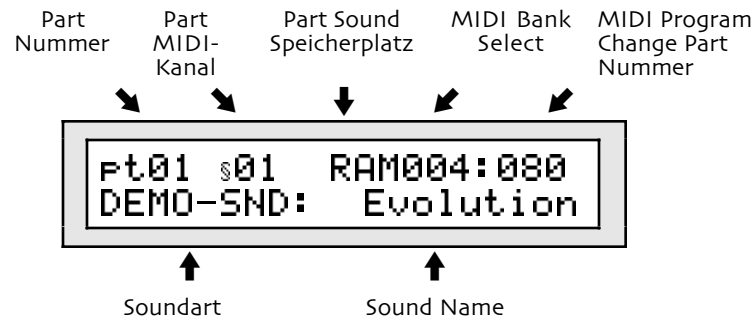 Part Nummer
Part MIDI-Kanal
Part Sound Speicherplatz
MIDI Bank Select
MIDI Program Change Part Nummer
pt01 §01 RAM004:080
DEMO-SND: Evolution
Soundart
Sound Name